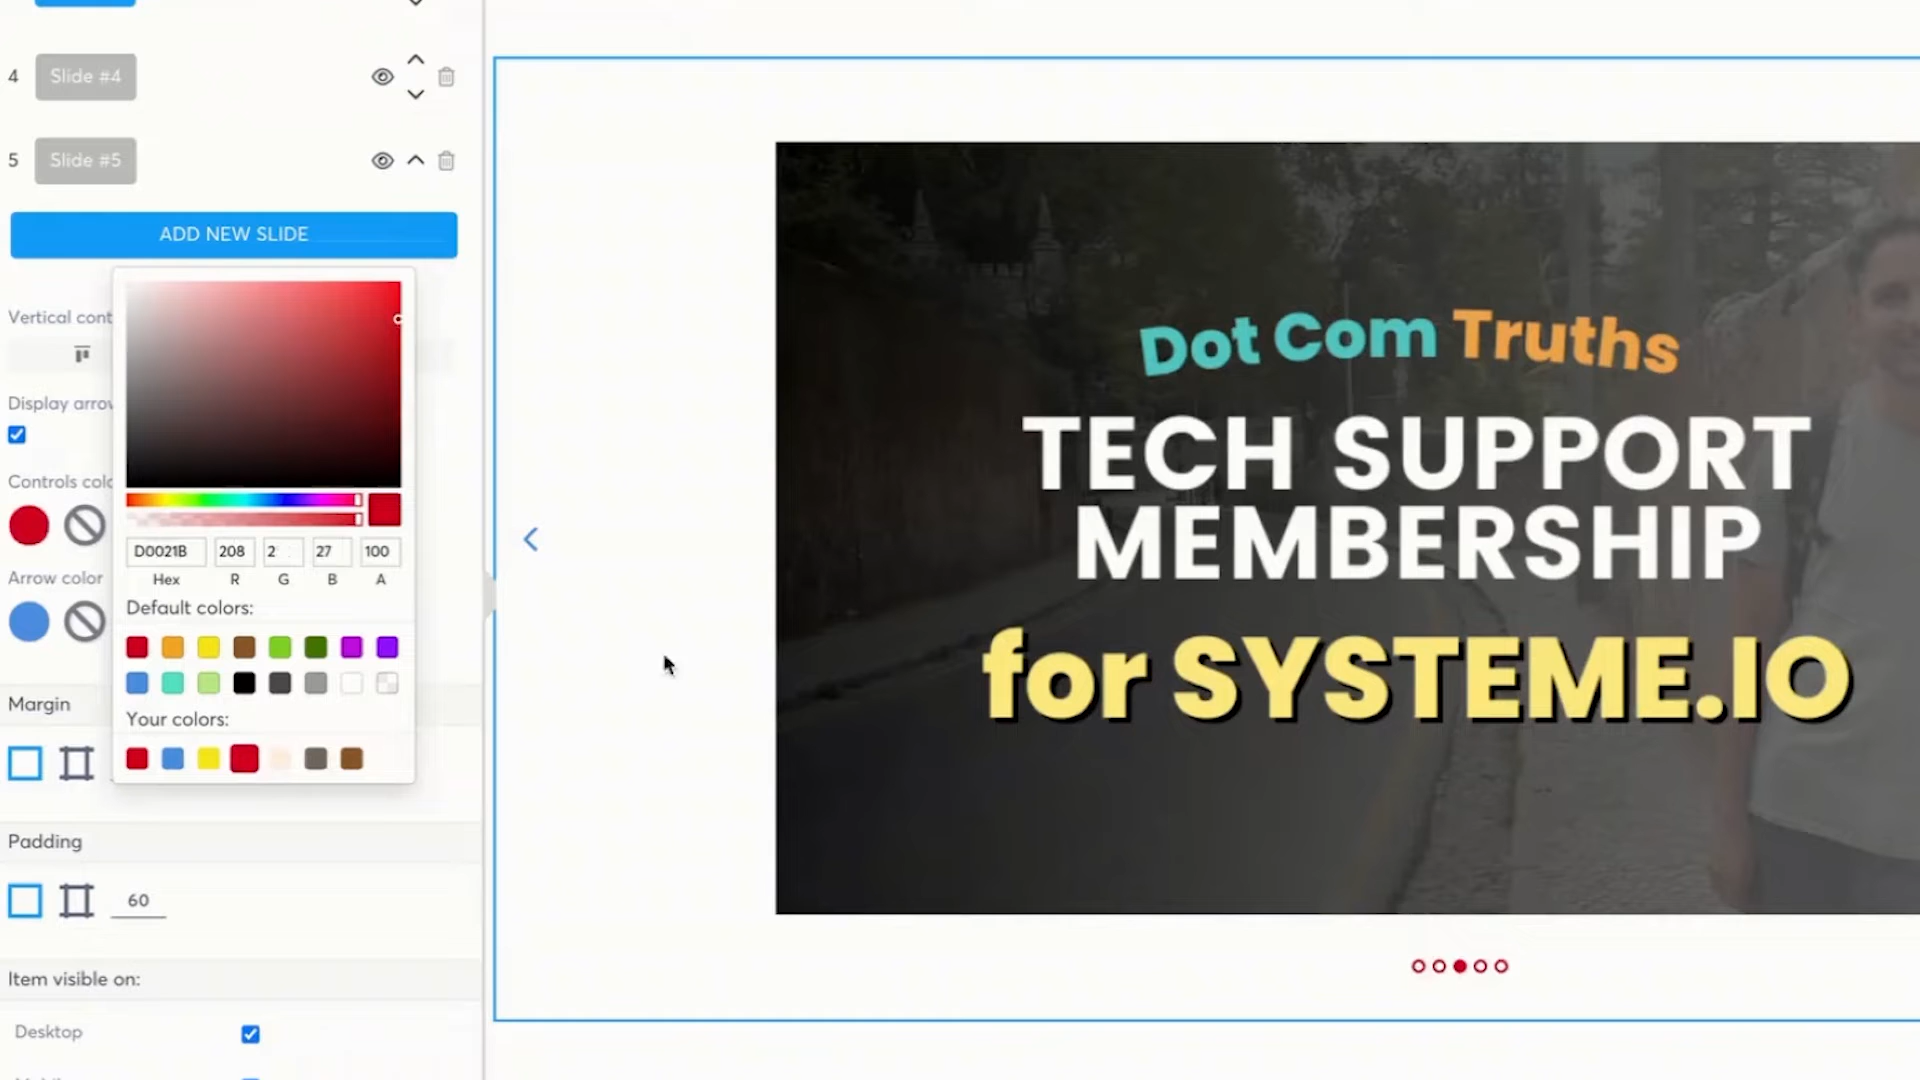 4 Slide #4
5 Slide #5
ADD NEW SLIDE
Vertical cont
Display arrow
Controls colo
D0021B 208 2 27 100
Hex R G B A
Arrow color
Default colors:
Margin
Your colors:
Padding
60
Item visible on:
Desktop
Dot Com Truths
TECH SUPPORT
MEMBERSHIP
for SYSTEME.IO